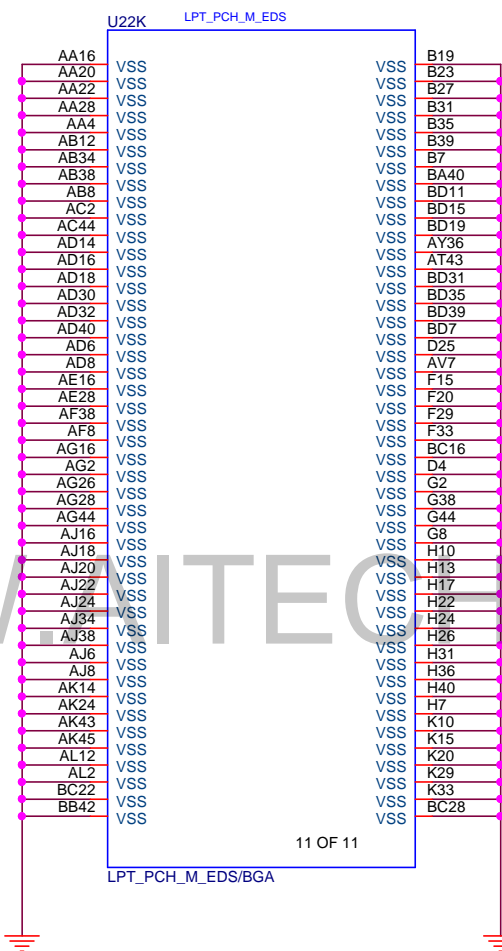 U22K LPT_PCH_M_EDS
AA16 VSS VSS B19
AA20 VSS VSS B23
AA22 VSS VSS B27
AA28 VSS VSS B31
AA4 VSS VSS B35
AB12 VSS VSS B39
AB34 VSS VSS B7
AB38 VSS VSS BA40
AB8 VSS VSS BD11
AC2 VSS VSS BD15
AC44 VSS VSS BD19
AD14 VSS VSS AY36
AD16 VSS VSS AT43
AD18 VSS VSS BD31
AD30 VSS VSS BD35
AD32 VSS VSS BD39
AD40 VSS VSS BD7
AD6 VSS VSS D25
AD8 VSS VSS AV7
AE16 VSS VSS F15
AE28 VSS VSS F20
AF38 VSS VSS F29
AF8 VSS VSS F33
AG16 VSS VSS BC16
AG2 VSS VSS D4
AG26 VSS VSS G2
AG28 VSS VSS G38
AG44 VSS VSS G44
AJ16 VSS VSS G8
AJ18 VSS VSS H10
AJ20 VSS VSS H13
AJ22 VSS VSS H17
AJ24 VSS VSS H22
AJ34 VSS VSS H24
AJ38 VSS VSS H26
AJ6 VSS VSS H31
AJ8 VSS VSS H36
AK14 VSS VSS H40
AK24 VSS VSS H7
AK43 VSS VSS K10
AK45 VSS VSS K15
AL12 VSS VSS K20
AL2 VSS VSS K29
BC22 VSS VSS K33
BB42 VSS VSS BC28
.AITECH
11 OF 11
LPT_PCH_M_EDS/BGA